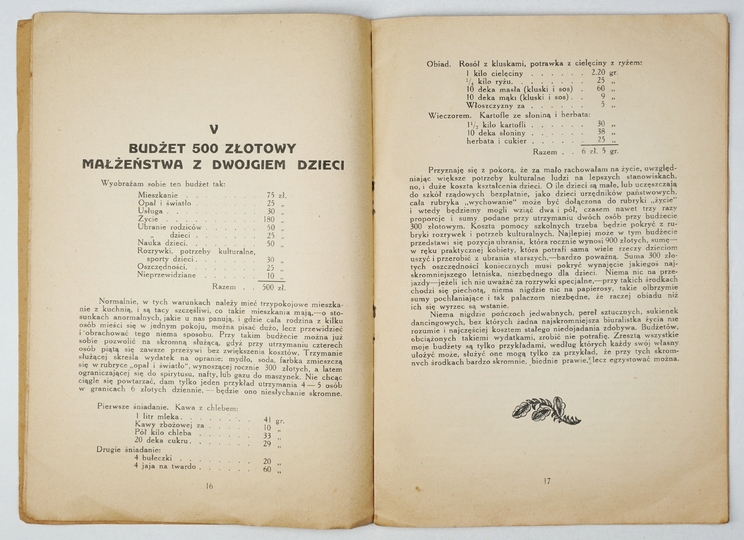 V
BUDŻET 500 ZŁOTOWY
MAŁŻEŃSTWA Z DWOJGIEM DZIECI
Wyobrażam sobie ten budżet tak:
Mieszkanie . . . . . . 75 zł.
Opał i światło . . . . . . 25 „
Usługa . . . . . . . . 30 „
Życie . . . . . . . . 180 „
Ubranie rodziców . . . . . 50 „
„ dzieci . . . . . . 25 „
Nauka dzieci. . . . . . . 50 „
Rozrywki, potrzeby kulturalne,
sporty dzieci . . . . . . 30 „
Oszczędności. . . . . . . 25 „
Nieprzewidziane . . . . . 10 „
Razem . . 500 zł.
Normalnie, w tych warunkach należy mieć trzypokojowe mieszka-
nie z kuchnią, i są tacy szczęśliwi, co takie mieszkania mają,—o sto-
sunkach anormalnych, jakie u nas panują, i gdzie cała rodzina z kilku
osób mieści się w jednym pokoju, można pisać dużo, lecz przewidzieć
i obrachować tego niema sposobu. Przy takim budżecie można już
sobie pozwolić na skromną służącą, gdyż przy utrzymaniu czterech
osób piątą się zawsze przeżywi bez zwiększenia kosztów. Trzymanie
służącej skreśla wydatek na opranie; mydło, soda, farbka zmieszczą
się w rubryce „opał i światło“, wynoszącej rocznie 300 złotych, a latem
ograniczającej się do spirytusu, nafty, lub gazu do maszynek. Nie chcąc
ciągle się powtarzać, dam tylko jeden przykład utrzymania 4—5 osób
w granicach 6 złotych dziennie, — będzie ono niesłychanie skromne.
Pierwsze śniadanie. Kawa z chlebem:
1 litr mleka . . . . . . . 41 gr.
Kawy zbożowej za . . . . . 10 „
Pół kilo chleba . . . . . . 33 „
20 deka cukru . . . . . . . 29 „
Drugie śniadanie:
4 bułeczki . . . . . . . 20 „
4 jaja na twardo . . . . . . 60 „
16
Obiad. Rosół z kluskami, potrawka z cielęciny z ryżem:
1 kilo cielęciny . . . . . . 2.20 gr.
¼ kilo ryżu. . . . . . . 25 „
10 deka masła (kluski i sos) . . 60 „
10 deka mąki (kluski i sos) . . 9 „
Włoszczyzny za . . . . . 5 „
Wieczorem. Kartofle ze słoniną i herbata:
1½ kilo kartofli . . . . . 30 „
10 deka słoniny . . . . . 38 „
herbata i cukier . . . . . 25 „
Razem . . 6 zł. 5 gr.
Przyznaję się z pokorą, że za mało rachowałam na życie, uwzględ-
niając większe potrzeby kulturalne ludzi na lepszych stanowiskach,
no, i duże koszta kształcenia dzieci. O ile dzieci są małe, lub uczęszczają
do szkół rządowych bezpłatnie, jako dzieci urzędników państwowych,
cała rubryka „wychowanie“ może być dołączona do rubryki „życie“
i wtedy będziemy mogli wziąć dwa i pół, czasem nawet trzy razy
proporcje i sumy, podane przy utrzymaniu dwóch osób przy budżecie
300 złotowym. Koszta pomocy szkolnych trzeba będzie pokryć z ru-
bryki rozrywek i potrzeb kulturalnych. Najlepiej może w tym budżecie
przedstawi się pozycja ubrania, która rocznie wynosi 900 złotych, sumę—
w ręku praktycznej kobiety, która potrafi sama wiele rzeczy dzieciom
uszyć i przerobić z ubrania starszych,—bardzo poważną. Suma 300 zło-
tych oszczędności koniecznych musi pokryć wynajęcie jakiegoś naj-
skromniejszego letniska, niezbędnego dla dzieci. Niema nic na prze-
jazdy—jeżeli ich nie uważać za rozrywki specjalne,—przy takich środkach
chodzi się piechotą, niema nigdzie nic na papierosy, takie olbrzymie
sumy pochłaniające i tak palaczom niezbędne, że raczej obiadu niż
ich się wyrzec są wstanie.
Niema nigdzie pończoch jedwabnych, pereł sztucznych, sukienek
dancingowych, bez których żadna najskromniejsza biuralistka życia nie
rozumie i najczęściej kosztem stałego niedojadania zdobywa. Budżetów,
obciążonych takiemi wydatkami, zrobić nie potrafię. Zresztą wszystkie
moje budżety są tylko przykładami, według których każdy swój własny
ułożyć może, służyć one mogą tylko za przykład, że przy tych skrom-
nych środkach bardzo skromnie, biednie prawie, lecz egzystować można.
17